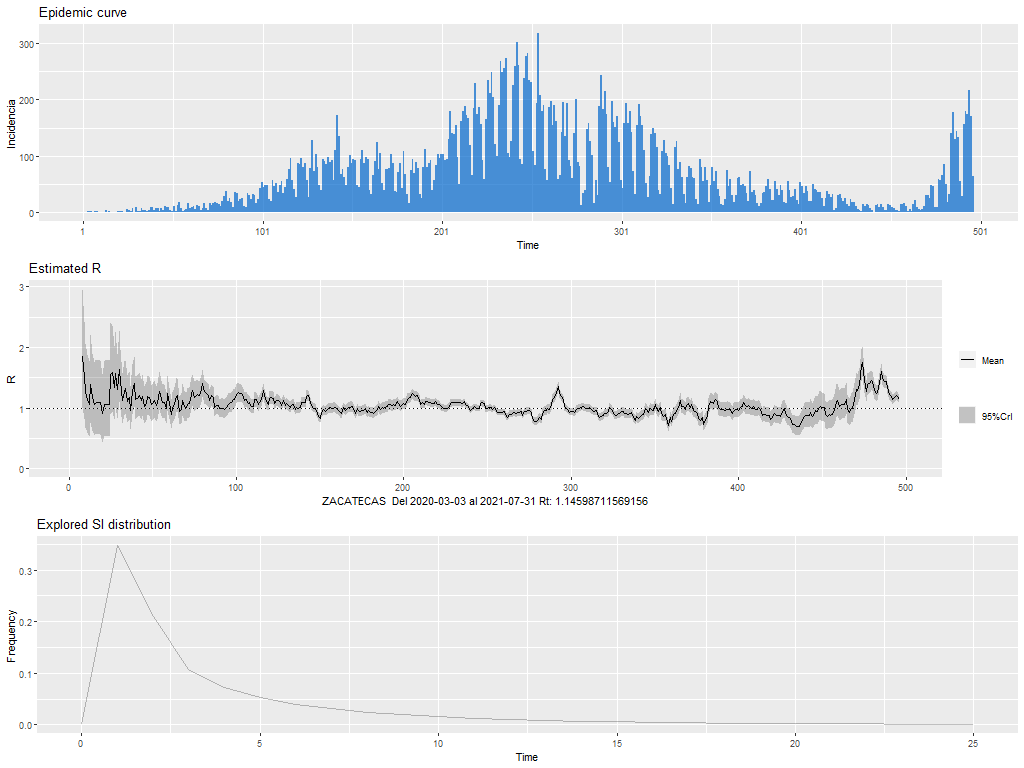 Epidemic curve
300
200
100
0
Incidencia
1
101
201
301
401
501
Time
Estimated R
3
2
1
0
R
0
100
200
300
400
500
ZACATECAS Del 2020-03-03 al 2021-07-31 Rt: 1.14598711569156
Mean
95%CrI
Explored SI distribution
0.3
0.2
0.1
0.0
Frequency
0
5
10
15
20
25
Time